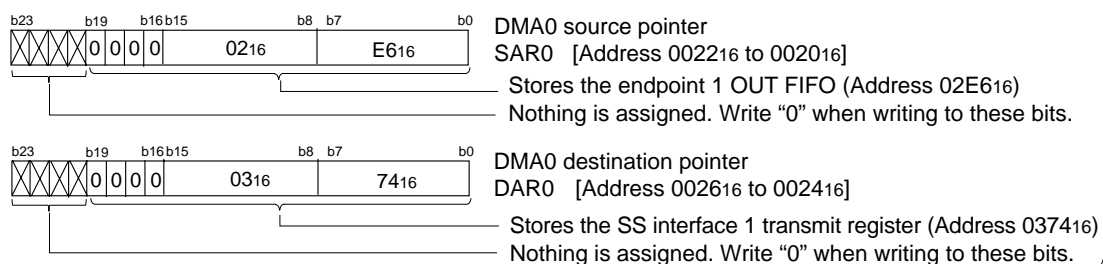 b23 b19 b16 b15 b8 b7 b0
0 0 0 0 02₁₆ E6₁₆
DMA0 source pointer
SAR0 [Address 0022₁₆ to 0020₁₆]
Stores the endpoint 1 OUT FIFO (Address 02E6₁₆)
Nothing is assigned. Write “0” when writing to these bits.
b23 b19 b16 b15 b8 b7 b0
0 0 0 0 03₁₆ 74₁₆
DMA0 destination pointer
DAR0 [Address 0026₁₆ to 0024₁₆]
Stores the SS interface 1 transmit register (Address 0374₁₆)
Nothing is assigned. Write “0” when writing to these bits.